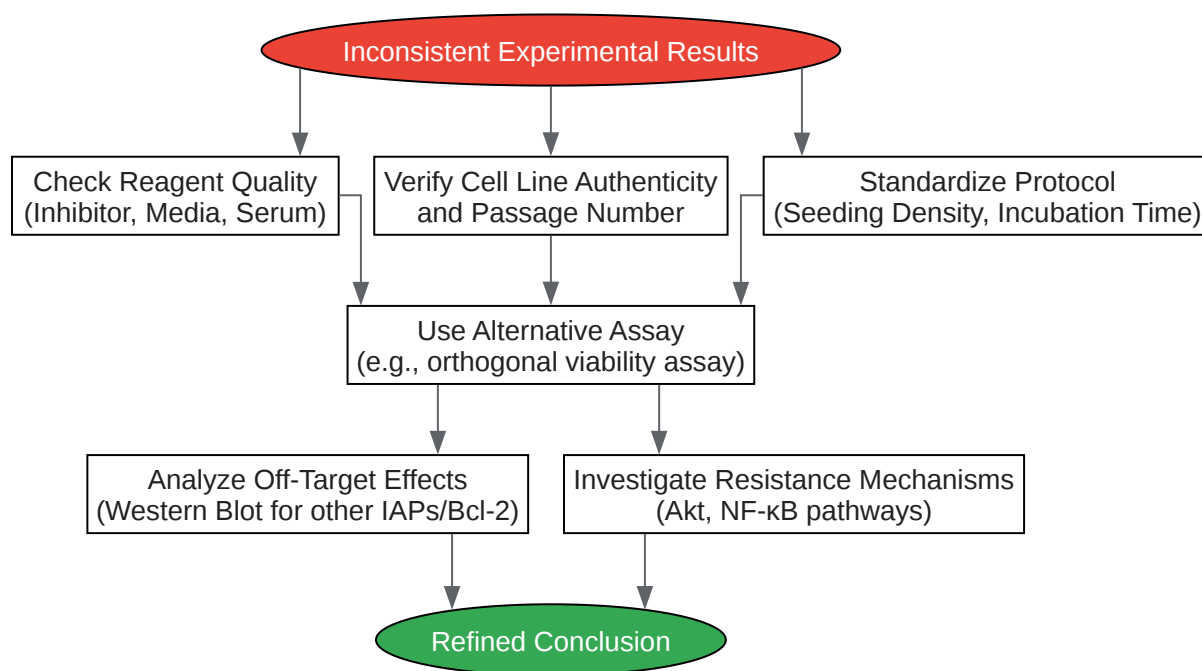 Inconsistent Experimental Results
Check Reagent Quality
(Inhibitor, Media, Serum)
Verify Cell Line Authenticity
and Passage Number
Standardize Protocol
(Seeding Density, Incubation Time)
Use Alternative Assay
(e.g., orthogonal viability assay)
Analyze Off-Target Effects
(Western Blot for other IAPs/Bcl-2)
Investigate Resistance Mechanisms
(Akt, NF-κB pathways)
Refined Conclusion